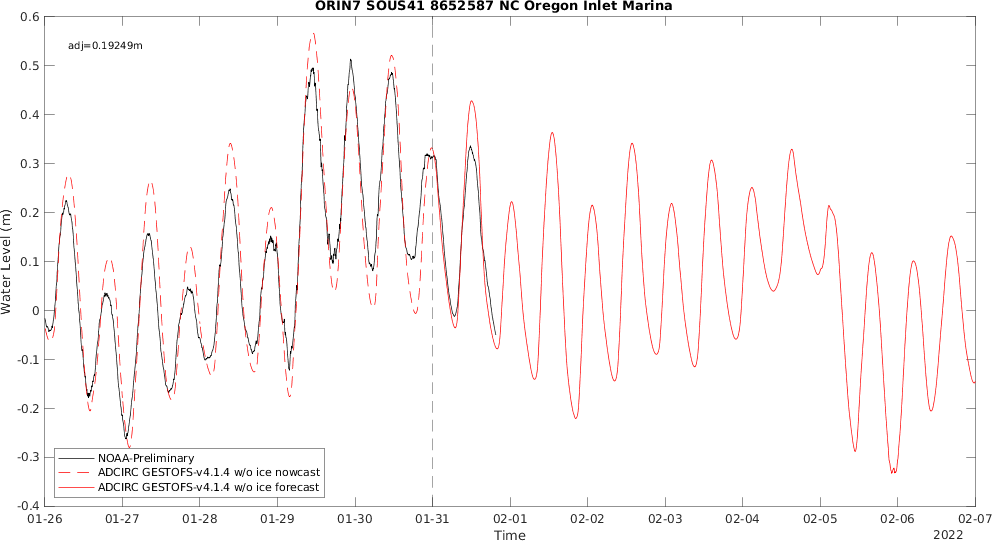 ORIN7 SOUS41 8652587 NC Oregon Inlet Marina
adj=0.19249m
0.6
0.5
0.4
0.3
0.2
0.1
0
-0.1
-0.2
-0.3
-0.4
Water Level (m)
NOAA-Preliminary
ADCIRC GESTOFS-v4.1.4 w/o ice nowcast
ADCIRC GESTOFS-v4.1.4 w/o ice forecast
01-26 01-27 01-28 01-29 01-30 01-31 02-01 02-02 02-03 02-04 02-05 02-06 02-07
Time
2022